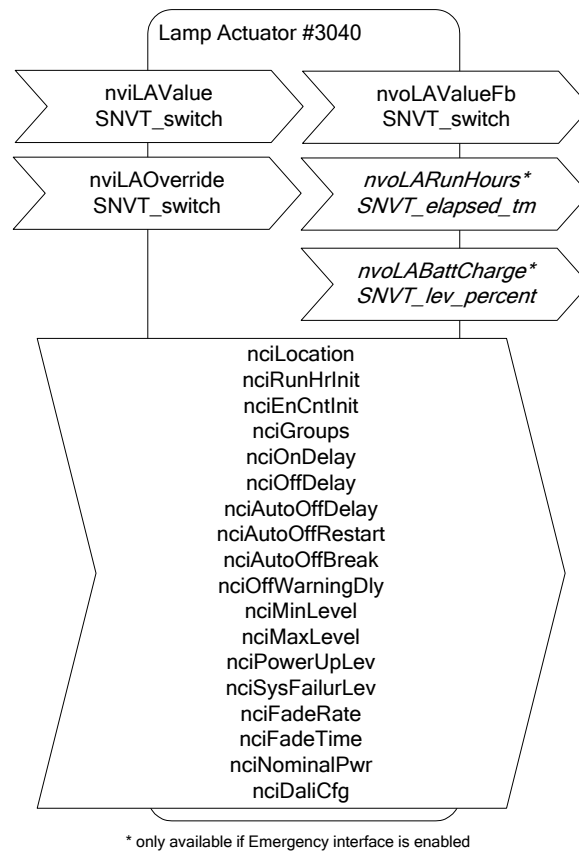 Lamp Actuator #3040
nviLAValue
SNVT_switch
nvoLAValueFb
SNVT_switch
nviLAOverride
SNVT_switch
nvoLARunHours*
SNVT_elapsed_tm
nvoLABattCharge*
SNVT_lev_percent
nciLocation
nciRunHrInit
nciEnCntInit
nciGroups
nciOnDelay
nciOffDelay
nciAutoOffDelay
nciAutoOffRestart
nciAutoOffBreak
nciOffWarningDly
nciMinLevel
nciMaxLevel
nciPowerUpLev
nciSysFailurLev
nciFadeRate
nciFadeTime
nciNominalPwr
nciDaliCfg
* only available if Emergency interface is enabled